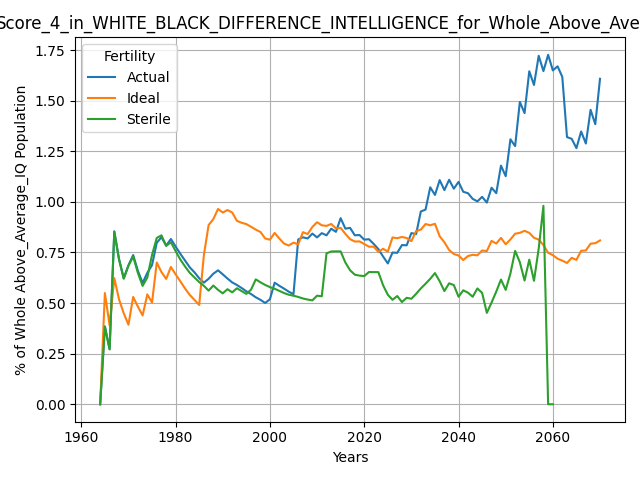 Score_4_in_WHITE_BLACK_DIFFERENCE_INTELLIGENCE_for_Whole_Above_Ave
Fertility
Actual
Ideal
Sterile
% of Whole Above_Average_IQ Population
1.75
1.50
1.25
1.00
0.75
0.50
0.25
0.00
1960
1980
2000
2020
2040
2060
Years